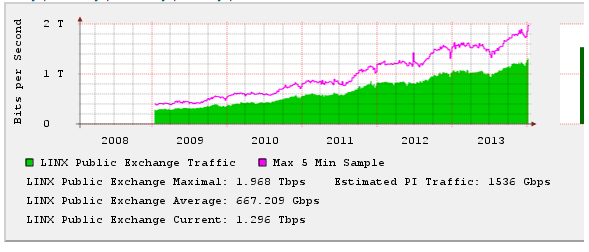 2 T
1 T
0
Bits per Second
2008 2009 2010 2011 2012 2013
LINX Public Exchange Traffic Max 5 Min Sample
LINX Public Exchange Maximal: 1.968 Tbps Estimated PI Traffic: 1536 Gbps
LINX Public Exchange Average: 667.209 Gbps
LINX Public Exchange Current: 1.296 Tbps